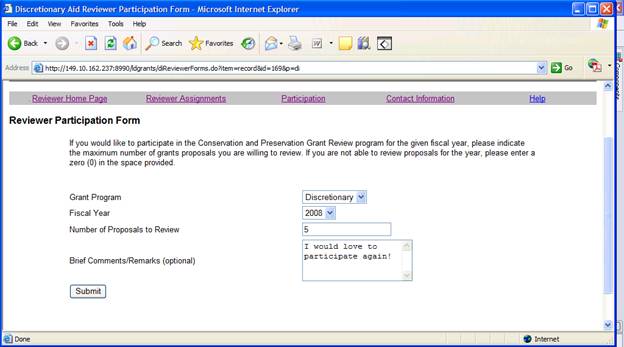 Discretionary Aid Reviewer Participation Form - Microsoft Internet Explorer
File Edit View Favorites Tools Help
Back Search Favorites
Address http://149.10.162.237:8990/ldgrants/diReviewerForms.do?item=record&id=169&p=di Go
Reviewer Home Page Reviewer Assignments Participation Contact Information Help
Reviewer Participation Form
If you would like to participate in the Conservation and Preservation Grant Review program for the given fiscal year, please indicate
the maximum number of grants proposals you are willing to review. If you are not able to review proposals for the year, please enter a
zero (0) in the space provided.
Grant Program Discretionary
Fiscal Year 2008
Number of Proposals to Review 5
I would love to
participate again!
Brief Comments/Remarks (optional)
Submit
Done Internet